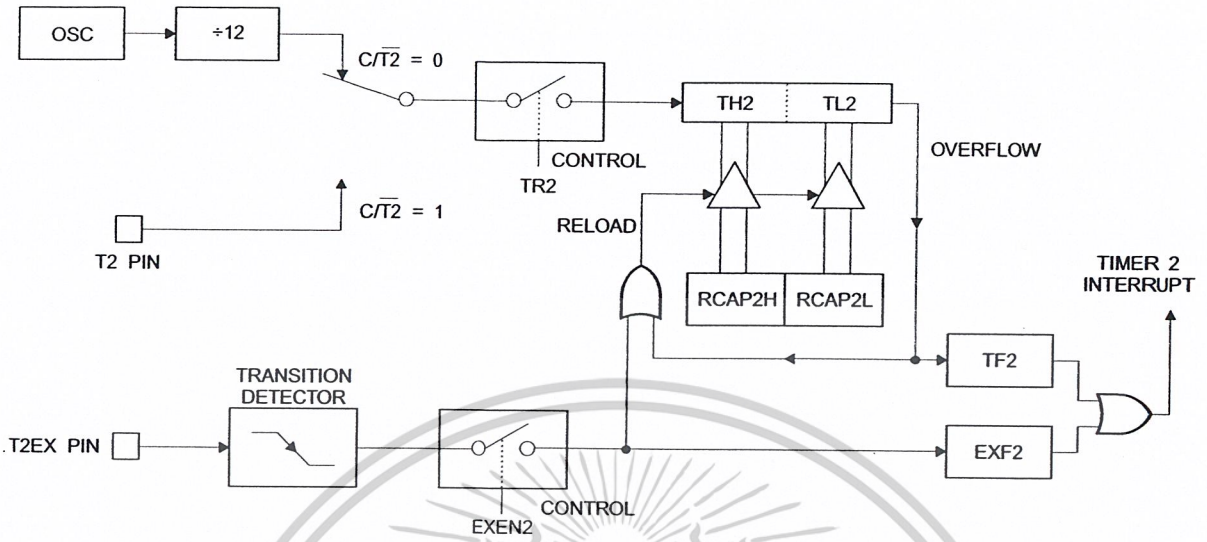 OSC
÷12
C/T2̅ = 0
TH2
TL2
CONTROL
TR2
OVERFLOW
C/T2̅ = 1
T2 PIN
RELOAD
RCAP2H
RCAP2L
TIMER 2
INTERRUPT
TF2
TRANSITION
DETECTOR
.T2EX PIN
EXF2
CONTROL
EXEN2